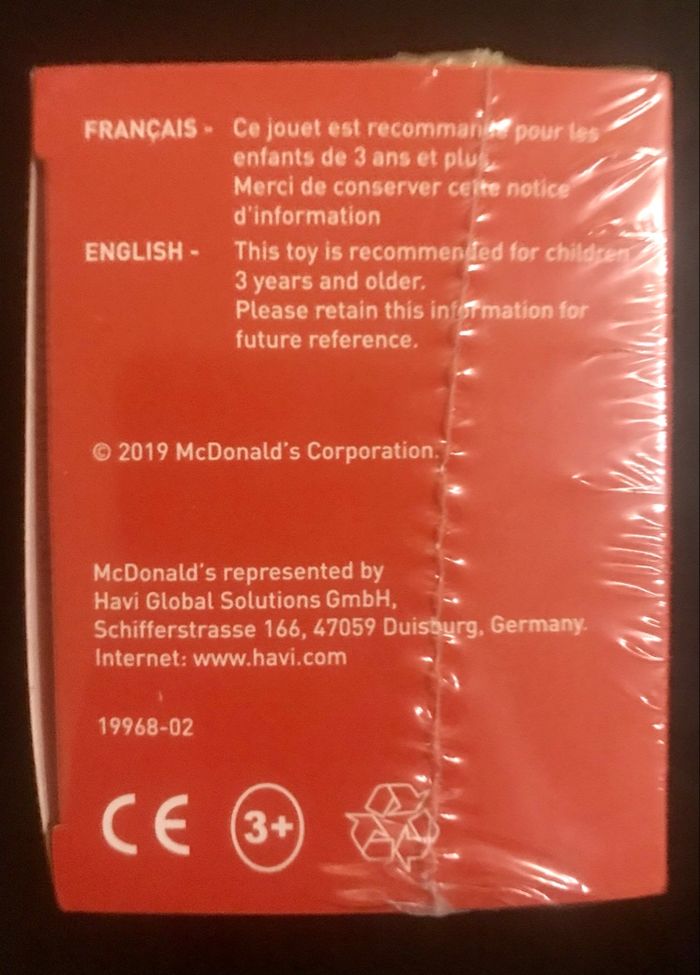 FRANÇAIS - Ce jouet est recommandé pour les
enfants de 3 ans et plus.
Merci de conserver cette notice
d'information
ENGLISH - This toy is recommended for children
3 years and older.
Please retain this information for
future reference.
© 2019 McDonald's Corporation.
McDonald's represented by
Havi Global Solutions GmbH,
Schifferstrasse 166, 47059 Duisburg, Germany.
Internet: www.havi.com
19968-02
CE 3+